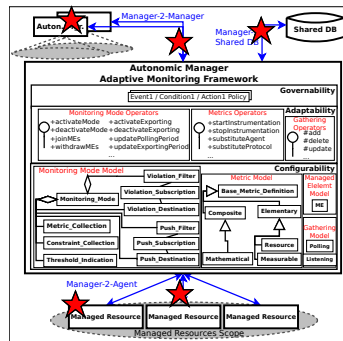 Manager-2-Manager
Manager
Shared DB
Shared DB
Autonomic Manager
Adaptive Monitoring Framework
Governability
Event1 / Condition1 / Action1 Policy
Adaptability
Monitoring Mode Operators
+activateMode
+activateExporting
+deactivateMode
+deactivateExporting
+joinMEs
+updatePollingPeriod
+withdrawMEs
+updateExportingPeriod
...
Metrics Operators
+startInstrumentation
+stopInstrumentation
+substituteAgent
+substituteProtocol
...
Gathering
Operators
#add
#delete
#update
...
Configurability
Monitoring Mode Model
Violation_Filter
Violation_Subscription
Monitoring_Mode
Violation_Destination
Metric_Collection
Push_Filter
Constraint_Collection
Push_Subscription
Threshold_Indication
Push_Destination
Metric Model
Base_Metric_Definition
Composite
Elementary
Resource
Mathematical
Measurable
Managed
Elelemt
Model
ME
Gathering
Model
Polling
Listening
Manager-2-Agent
Managed Resource
Managed Resource
Managed Resource
Managed Resources Scope